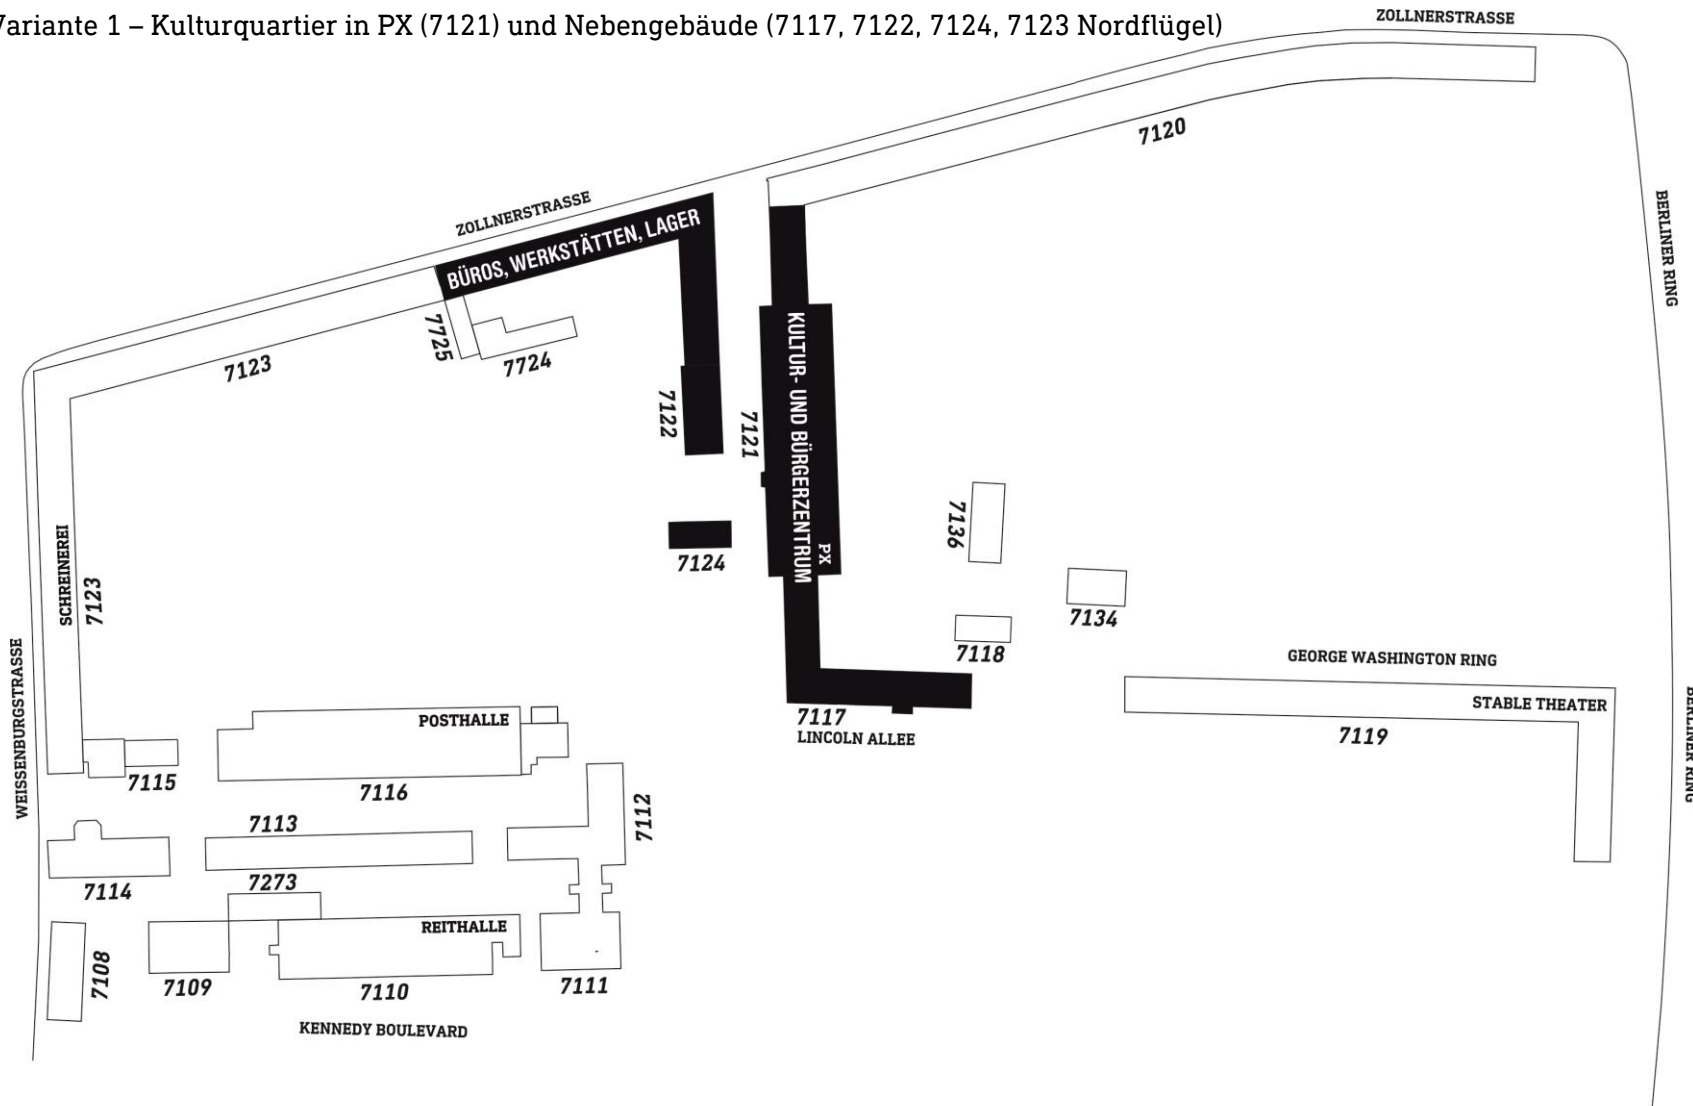 Variante 1 – Kulturquartier in PX (7121) und Nebengebäude (7117, 7122, 7124, 7123 Nordflügel)
ZOLLNERSTRASSE
7120
BERLINER RING
ZOLLNERSTRASSE
BÜROS, WERKSTÄTTEN, LAGER
7725
7724
7123
7122
7121
KULTUR- UND BÜRGERZENTRUM
PX
7124
7136
7134
7118
SCHREINEREI
7123
WEISSENBURGSTRASSE
GEORGE WASHINGTON RING
STABLE THEATER
7119
BERLINER RING
7117
LINCOLN ALLEE
POSTHALLE
7115
7116
7112
7113
7114
7273
REITHALLE
7108
7109
7110
7111
KENNEDY BOULEVARD